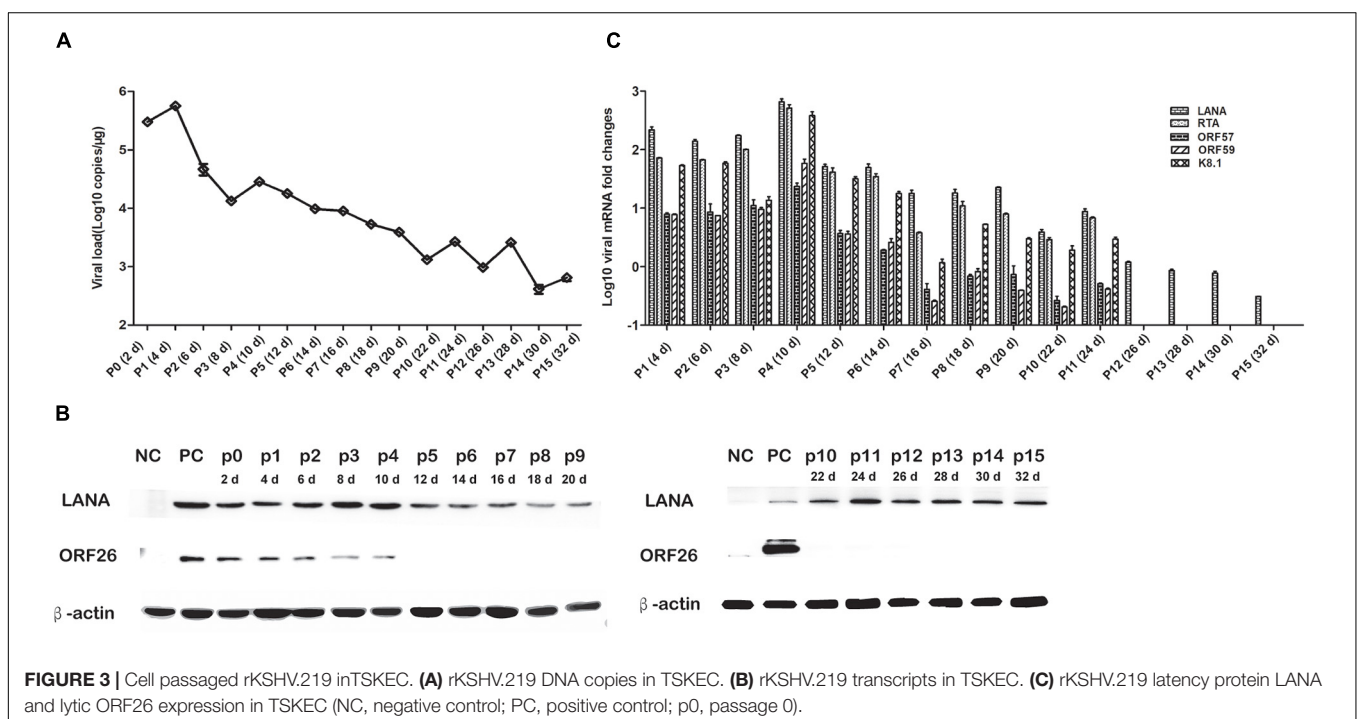 A
Viral load(Log10 copies/µg)
6
5
4
3
2
P0 (2 d)
P1 (4 d)
P2 (6 d)
P3 (8 d)
P4 (10 d)
P5 (12 d)
P6 (14 d)
P7 (16 d)
P8 (18 d)
P9 (20 d)
P10 (22 d)
P11 (24 d)
P12 (26 d)
P13 (28 d)
P14 (30 d)
P15 (32 d)
C
Log10 viral mRNA fold changes
3
2
1
0
-1
LANA
RTA
ORF57
ORF59
K8.1
P1 (4 d)
P2 (6 d)
P3 (8 d)
P4 (10 d)
P5 (12 d)
P6 (14 d)
P7 (16 d)
P8 (18 d)
P9 (20 d)
P10 (22 d)
P11 (24 d)
P12 (26 d)
P13 (28 d)
P14 (30 d)
P15 (32 d)
B
NC PC p0 p1 p2 p3 p4 p5 p6 p7 p8 p9
2 d 4 d 6 d 8 d 10 d 12 d 14 d 16 d 18 d 20 d
LANA
ORF26
β -actin
NC PC p10 p11 p12 p13 p14 p15
22 d 24 d 26 d 28 d 30 d 32 d
LANA
ORF26
β -actin
FIGURE 3 | Cell passaged rKSHV.219 inTSKEC. (A) rKSHV.219 DNA copies in TSKEC. (B) rKSHV.219 transcripts in TSKEC. (C) rKSHV.219 latency protein LANA
and lytic ORF26 expression in TSKEC (NC, negative control; PC, positive control; p0, passage 0).